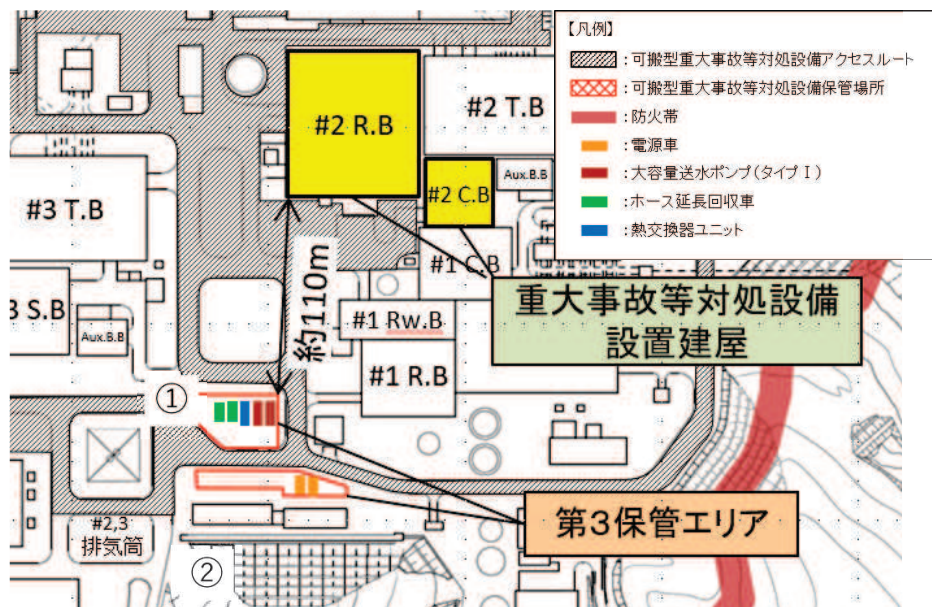 【凡例】
:可搬型重大事故等対処設備アクセスルート
:可搬型重大事故等対処設備保管場所
:防火帯
:電源車
:大容量送水ポンプ(タイプⅠ)
:ホース延長回収車
:熱交換器ユニット
#2 R.B
#2 T.B
#2 C.B
Aux.B.B
#3 T.B
#1 C.B
3 S.B
Aux.B.B
約110m
#1 Rw.B
#1 R.B
重大事故等対処設備
設置建屋
①
第3保管エリア
#2,3
排気筒
②